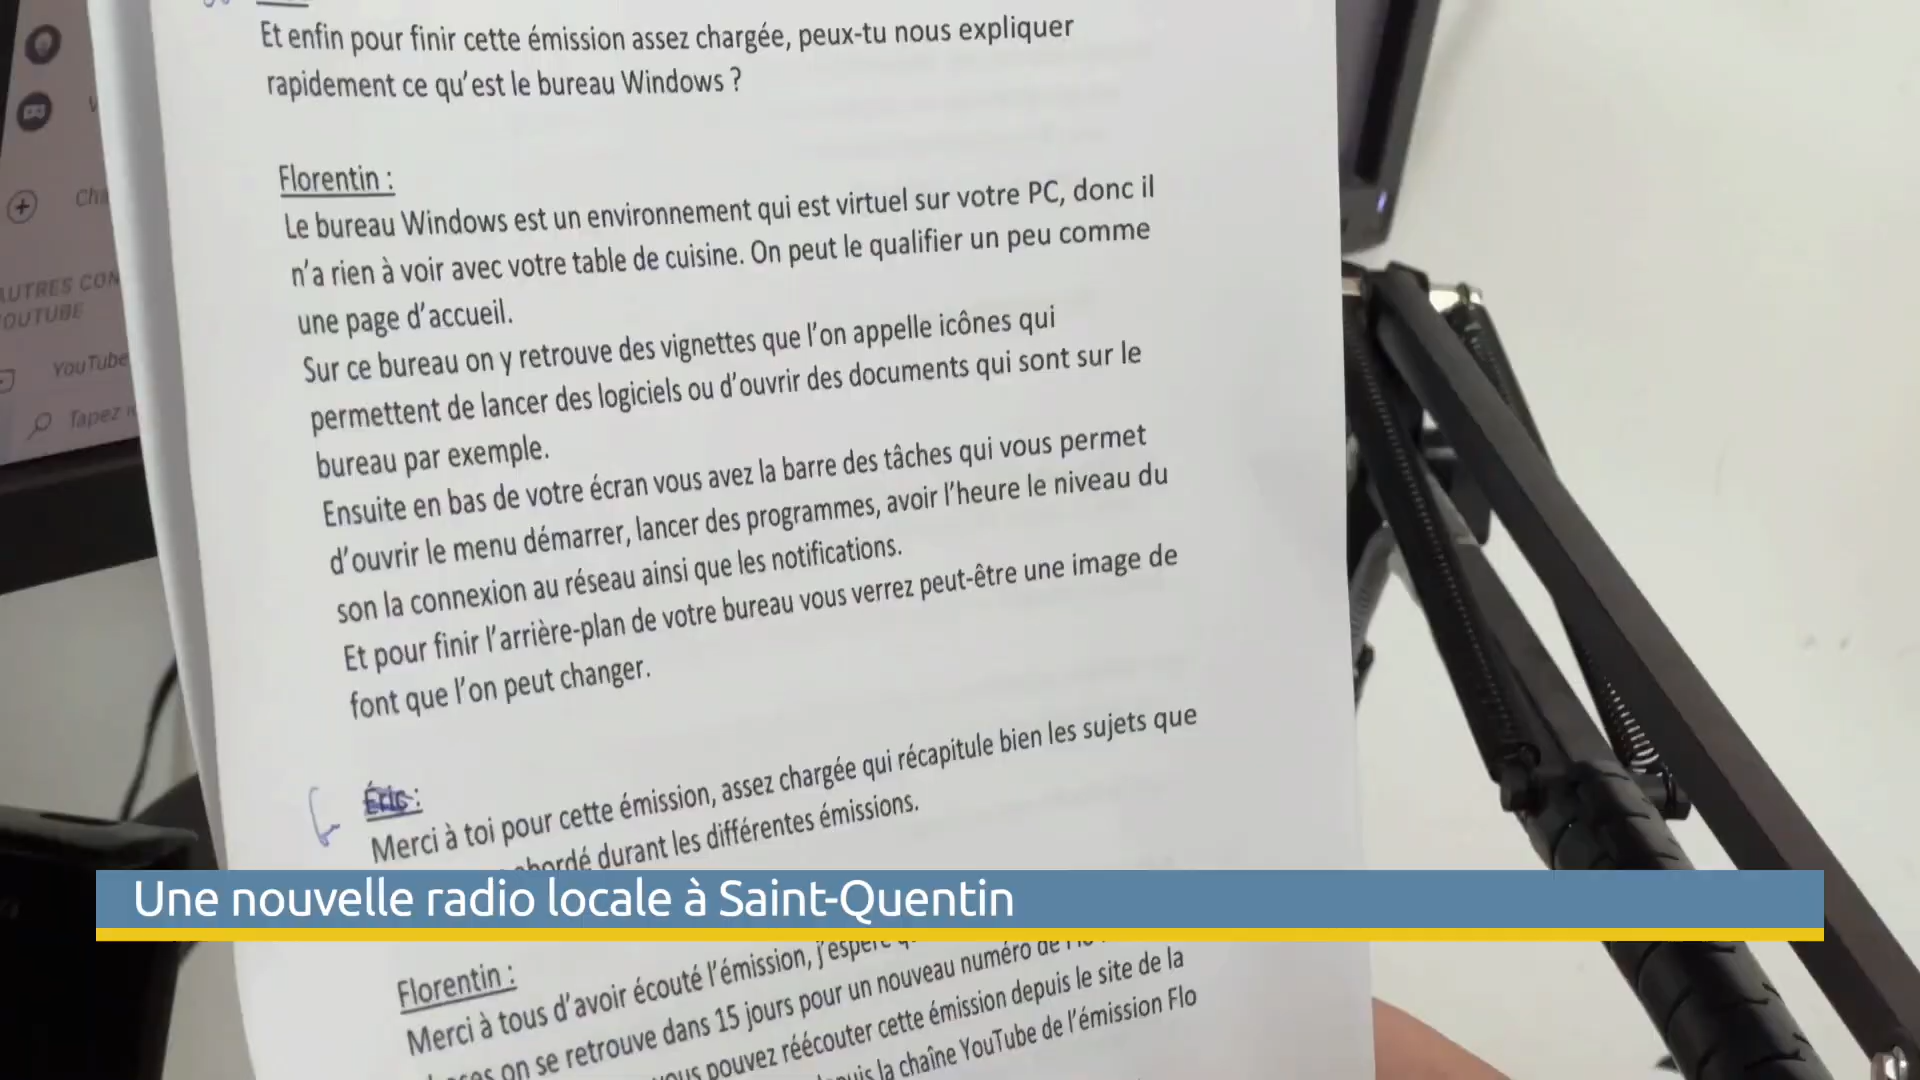 Et enfin pour finir cette émission assez chargée, peux-tu nous expliquer
rapidement ce qu'est le bureau Windows ?
Florentin :
Le bureau Windows est un environnement qui est virtuel sur votre PC, donc il
n'a rien à voir avec votre table de cuisine. On peut le qualifier un peu comme
une page d'accueil.
Sur ce bureau on y retrouve des vignettes que l'on appelle icônes qui
permettent de lancer des logiciels ou d'ouvrir des documents qui sont sur le
bureau par exemple.
Ensuite en bas de votre écran vous avez la barre des tâches qui vous permet
d'ouvrir le menu démarrer, lancer des programmes, avoir l'heure le niveau du
son la connexion au réseau ainsi que les notifications.
Et pour finir l'arrière-plan de votre bureau vous verrez peut-être une image de
font que l'on peut changer.
Éric :
Merci à toi pour cette émission, assez chargée qui récapitule bien les sujets que
durant les différentes émissions.
Une nouvelle radio locale à Saint-Quentin
Florentin :
Merci à tous d'avoir écouté l'émission, j'espère
on se retrouve dans 15 jours pour un nouveau numéro de
vous pouvez réécouter cette émission depuis le site de la
la chaîne YouTube de l'émission Flo
AUTRES
YOUTUBE
YouTube
Tapez